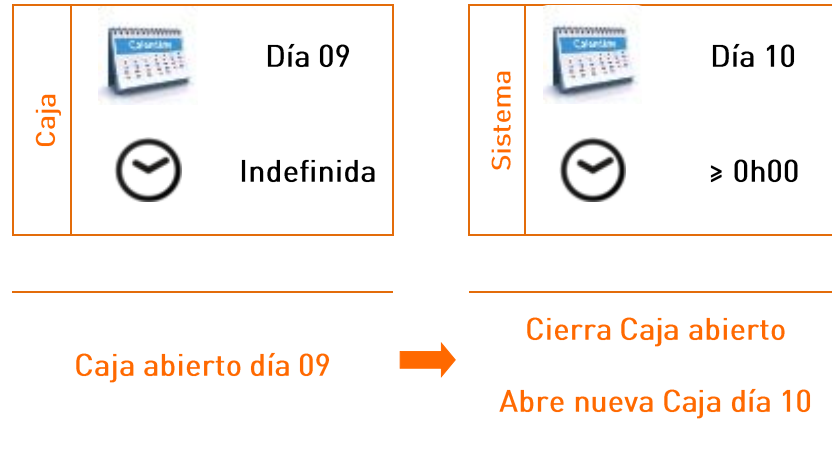 Caja
Día 09
Indefinida
Sistema
Día 10
≥ 0h00
Caja abierto día 09
Cierra Caja abierto
Abre nueva Caja día 10